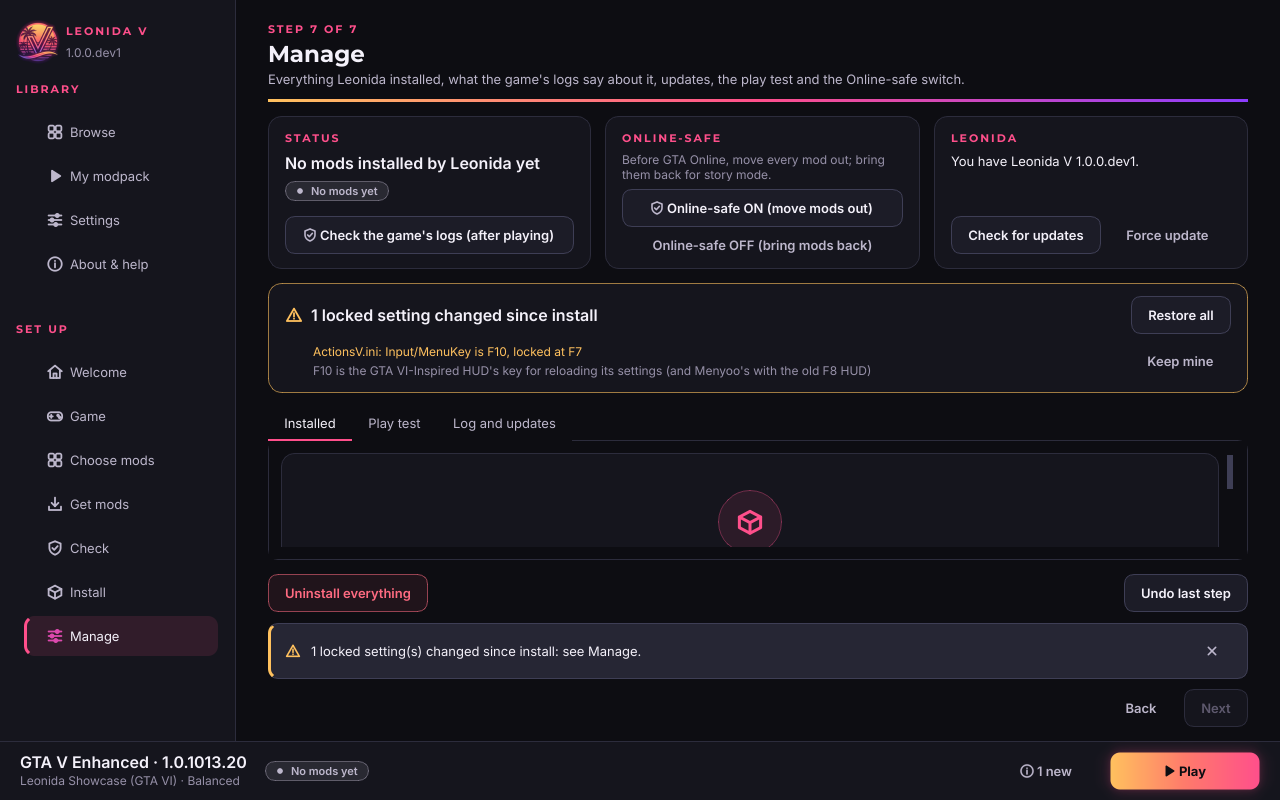 LEONIDA V
1.0.0.dev1
LIBRARY
Browse
My modpack
Settings
About & help
SET UP
Welcome
Game
Choose mods
Get mods
Check
Install
Manage
STEP 7 OF 7
Manage
Everything Leonida installed, what the game's logs say about it, updates, the play test and the Online-safe switch.
STATUS
No mods installed by Leonida yet
No mods yet
Check the game's logs (after playing)
ONLINE-SAFE
Before GTA Online, move every mod out; bring
them back for story mode.
Online-safe ON (move mods out)
Online-safe OFF (bring mods back)
LEONIDA
You have Leonida V 1.0.0.dev1.
Check for updates
Force update
1 locked setting changed since install
Restore all
ActionsV.ini: Input/MenuKey is F10, locked at F7
F10 is the GTA VI-Inspired HUD's key for reloading its settings (and Menyoo's with the old F8 HUD)
Keep mine
Installed
Play test
Log and updates
Uninstall everything
Undo last step
1 locked setting(s) changed since install: see Manage.
Back
Next
GTA V Enhanced · 1.0.1013.20
Leonida Showcase (GTA VI) · Balanced
No mods yet
1 new
Play